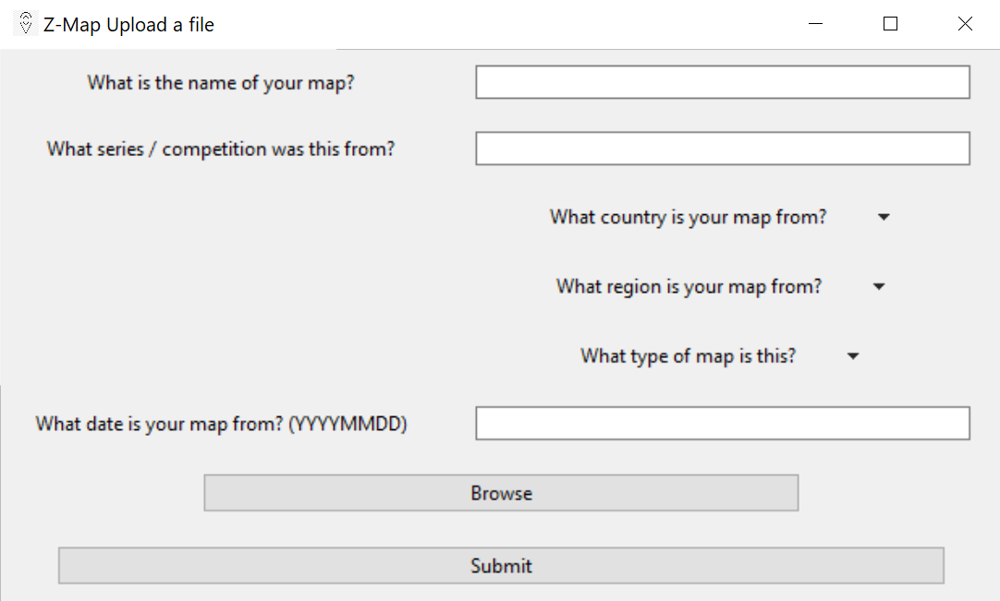 Z-Map Upload a file
What is the name of your map?
What series / competition was this from?
What country is your map from?
What region is your map from?
What type of map is this?
What date is your map from? (YYYYMMDD)
Browse
Submit